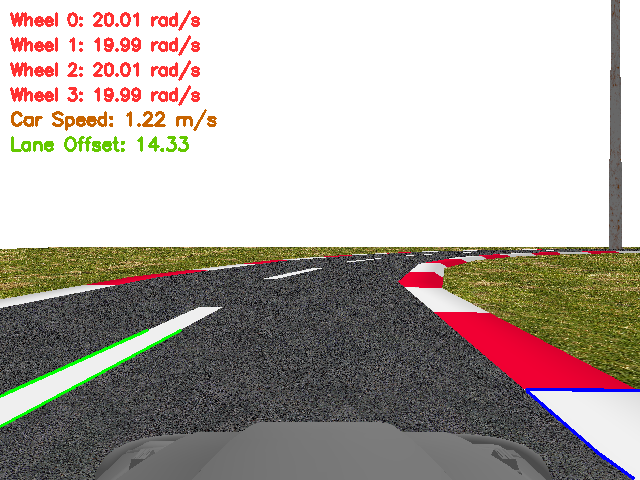 Wheel 0: 20.01 rad/s
Wheel 1: 19.99 rad/s
Wheel 2: 20.01 rad/s
Wheel 3: 19.99 rad/s
Car Speed: 1.22 m/s
Lane Offset: 14.33